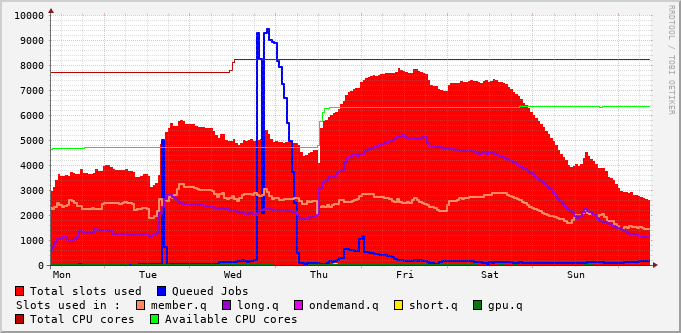 10000
9000
8000
7000
6000
5000
4000
3000
2000
1000
0
Mon Tue Wed Thu Fri Sat Sun
RRDTOOL / TOBI OETIKER
Total slots used Queued Jobs
Slots used in : member.q long.q ondemand.q short.q gpu.q
Total CPU cores Available CPU cores